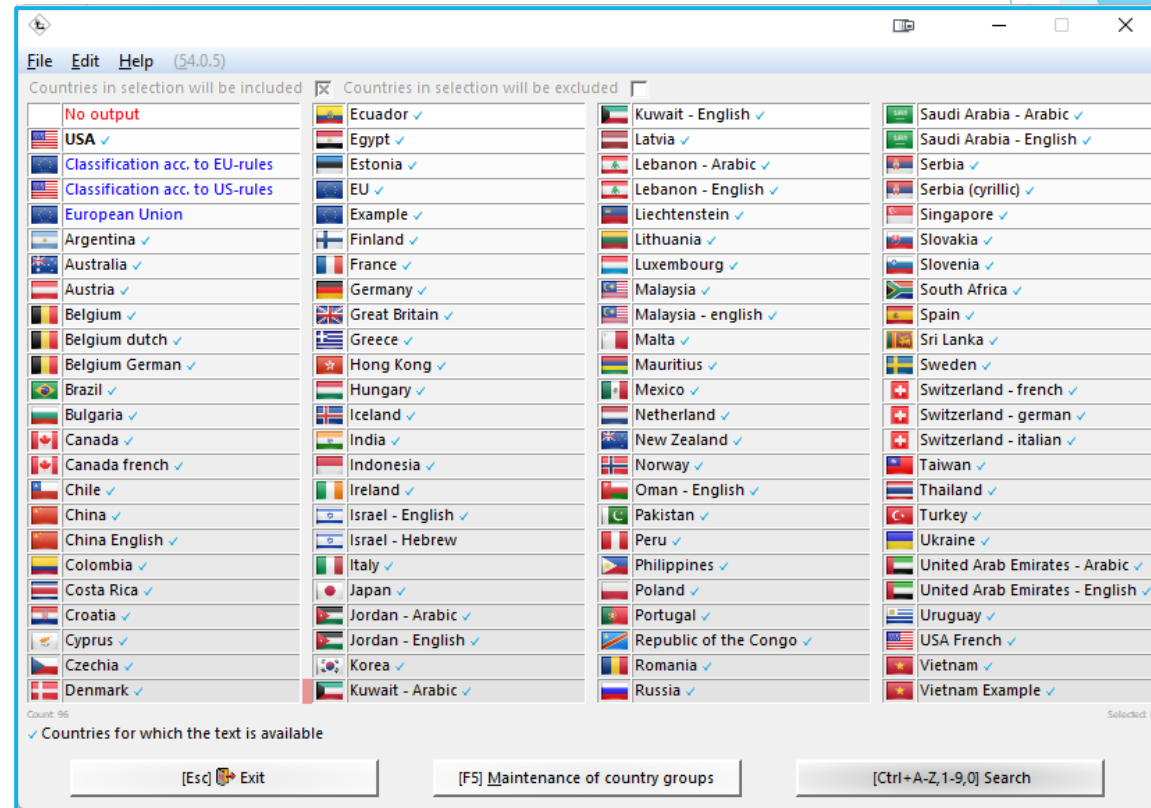 File Edit Help (54.0.5)
Countries in selection will be included Countries in selection will be excluded
No output
USA ✓
Classification acc. to EU-rules
Classification acc. to US-rules
European Union
Argentina ✓
Australia ✓
Austria ✓
Belgium ✓
Belgium dutch ✓
Belgium German ✓
Brazil ✓
Bulgaria ✓
Canada ✓
Canada french ✓
Chile ✓
China ✓
China English ✓
Colombia ✓
Costa Rica ✓
Croatia ✓
Cyprus ✓
Czechia ✓
Denmark ✓
Ecuador ✓
Egypt ✓
Estonia ✓
EU ✓
Example ✓
Finland ✓
France ✓
Germany ✓
Great Britain ✓
Greece ✓
Hong Kong ✓
Hungary ✓
Iceland ✓
India ✓
Indonesia ✓
Ireland ✓
Israel - English ✓
Israel - Hebrew
Italy ✓
Japan ✓
Jordan - Arabic ✓
Jordan - English ✓
Korea ✓
Kuwait - Arabic ✓
Kuwait - English ✓
Latvia ✓
Lebanon - Arabic ✓
Lebanon - English ✓
Liechtenstein ✓
Lithuania ✓
Luxembourg ✓
Malaysia ✓
Malaysia - english ✓
Malta ✓
Mauritius ✓
Mexico ✓
Netherland ✓
New Zealand ✓
Norway ✓
Oman - English ✓
Pakistan ✓
Peru ✓
Philippines ✓
Poland ✓
Portugal ✓
Republic of the Congo ✓
Romania ✓
Russia ✓
Saudi Arabia - Arabic ✓
Saudi Arabia - English ✓
Serbia ✓
Serbia (cyrillic) ✓
Singapore ✓
Slovakia ✓
Slovenia ✓
South Africa ✓
Spain ✓
Sri Lanka ✓
Sweden ✓
Switzerland - french ✓
Switzerland - german ✓
Switzerland - italian ✓
Taiwan ✓
Thailand ✓
Turkey ✓
Ukraine ✓
United Arab Emirates - Arabic ✓
United Arab Emirates - English ✓
Uruguay ✓
USA French ✓
Vietnam ✓
Vietnam Example ✓
Count: 96 Selected:
✓ Countries for which the text is available
[Esc] Exit [F5] Maintenance of country groups [Ctrl+A-Z,1-9,0] Search